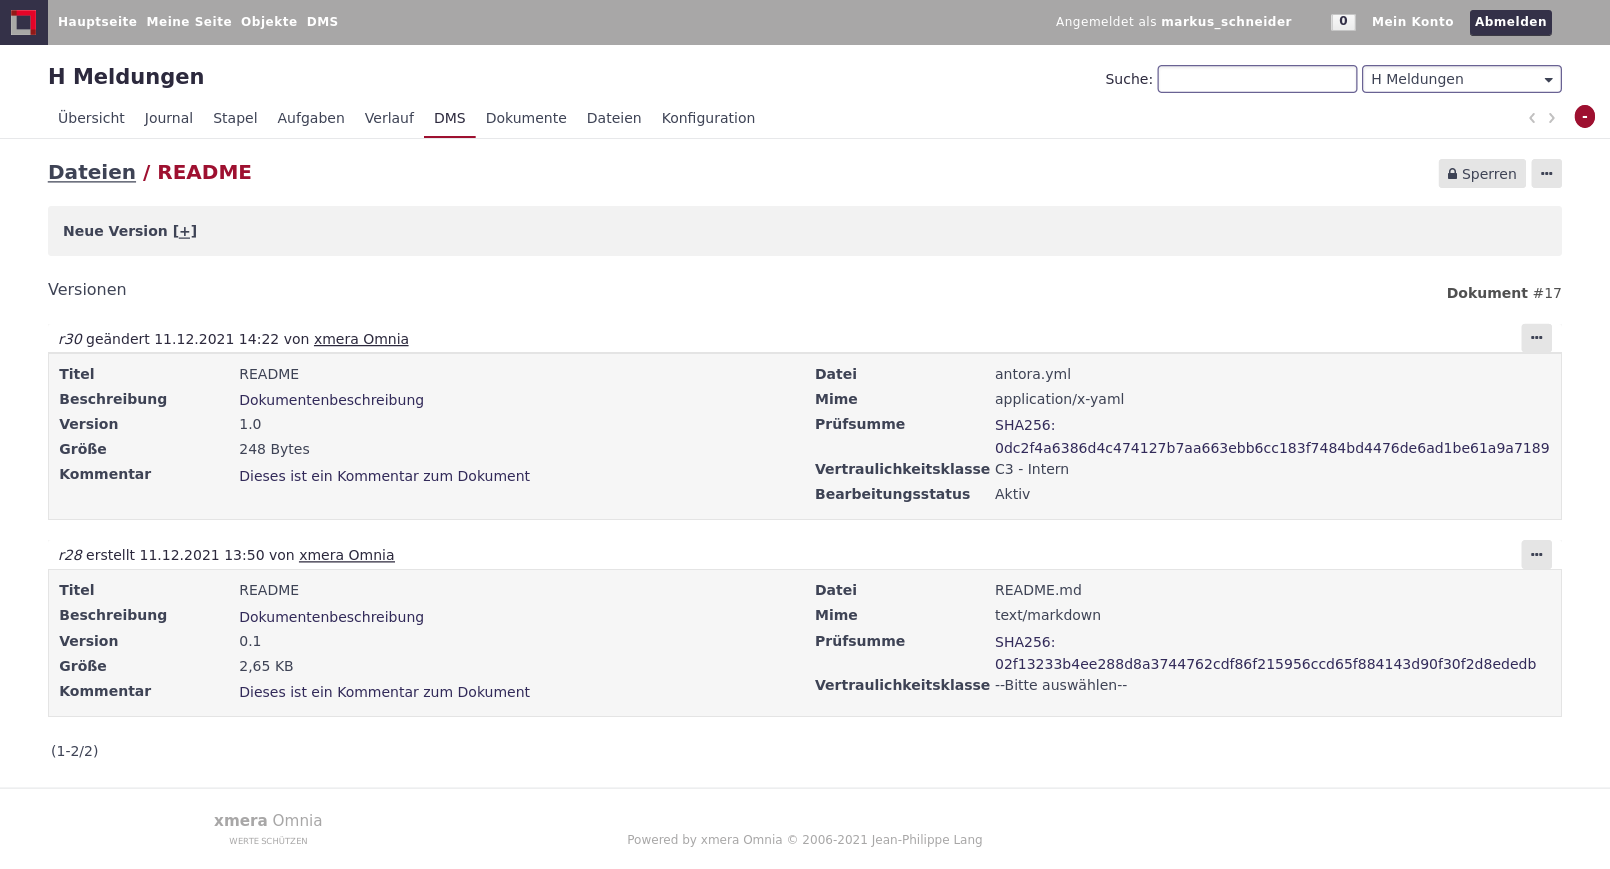 Hauptseite Meine Seite Objekte DMS Angemeldet als markus_schneider 0 Mein Konto Abmelden
H Meldungen Suche: H Meldungen
Übersicht Journal Stapel Aufgaben Verlauf DMS Dokumente Dateien Konfiguration -
Dateien / README Sperren ...
Neue Version [+]
Versionen Dokument #17
r30 geändert 11.12.2021 14:22 von xmera Omnia ...
Titel README Datei antora.yml
Beschreibung Dokumentenbeschreibung Mime application/x-yaml
Version 1.0 Prüfsumme SHA256:
Größe 248 Bytes 0dc2f4a6386d4c474127b7aa663ebb6cc183f7484bd4476de6ad1be61a9a7189
Kommentar Dieses ist ein Kommentar zum Dokument Vertraulichkeitsklasse C3 - Intern
Bearbeitungsstatus Aktiv
r28 erstellt 11.12.2021 13:50 von xmera Omnia ...
Titel README Datei README.md
Beschreibung Dokumentenbeschreibung Mime text/markdown
Version 0.1 Prüfsumme SHA256:
Größe 2,65 KB 02f13233b4ee288d8a3744762cdf86f215956ccd65f884143d90f30f2d8ededb
Kommentar Dieses ist ein Kommentar zum Dokument Vertraulichkeitsklasse --Bitte auswählen--
(1-2/2)
xmera Omnia
WERTE SCHÜTZEN
Powered by xmera Omnia © 2006-2021 Jean-Philippe Lang